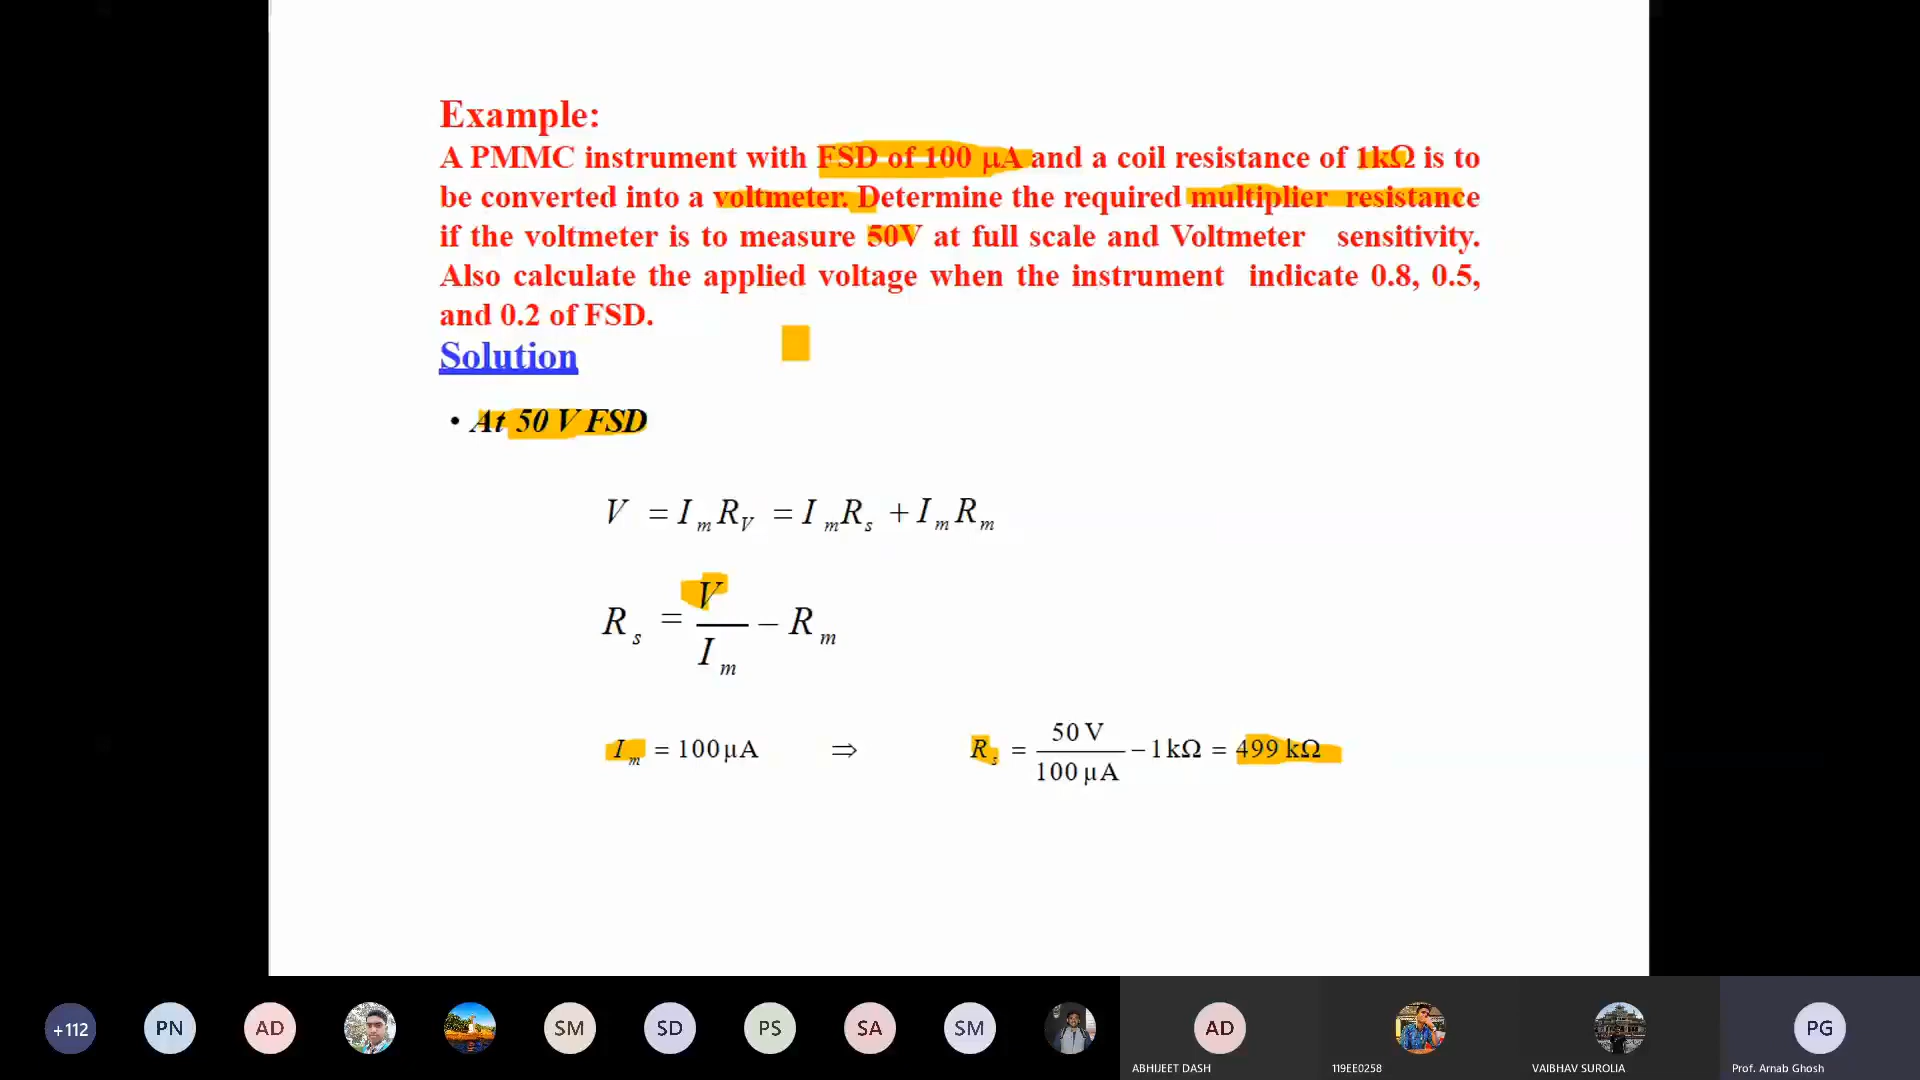 Example:
A PMMC instrument with FSD of 100 μA and a coil resistance of 1kΩ is to
be converted into a voltmeter. Determine the required multiplier resistance
if the voltmeter is to measure 50V at full scale and Voltmeter sensitivity.
Also calculate the applied voltage when the instrument indicate 0.8, 0.5,
and 0.2 of FSD.
Solution
• At 50 V FSD
V = I_m R_V = I_m R_s + I_m R_m
R_s = V / I_m − R_m
I_m = 100 μA ⇒ R_s = 50 V / 100 μA − 1 kΩ = 499 kΩ
+112 PN AD SM SD PS SA SM AD PG
ABHIJEET DASH 119EE0258 VAIBHAV SUROLIA Prof. Arnab Ghosh